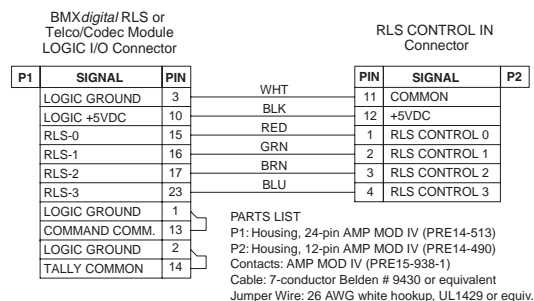 BMXdigital RLS or
Telco/Codec Module
LOGIC I/O Connector
RLS CONTROL IN
Connector
P1 SIGNAL PIN
PIN SIGNAL P2
LOGIC GROUND 3 WHT 11 COMMON
LOGIC +5VDC 10 BLK 12 +5VDC
RLS-0 15 RED 1 RLS CONTROL 0
RLS-1 16 GRN 2 RLS CONTROL 1
RLS-2 17 BRN 3 RLS CONTROL 2
RLS-3 23 BLU 4 RLS CONTROL 3
LOGIC GROUND 1
COMMAND COMM. 13
LOGIC GROUND 2
TALLY COMMON 14
PARTS LIST
P1: Housing, 24-pin AMP MOD IV (PRE14-513)
P2: Housing, 12-pin AMP MOD IV (PRE14-490)
Contacts: AMP MOD IV (PRE15-938-1)
Cable: 7-conductor Belden # 9430 or equivalent
Jumper Wire: 26 AWG white hookup, UL1429 or equiv.